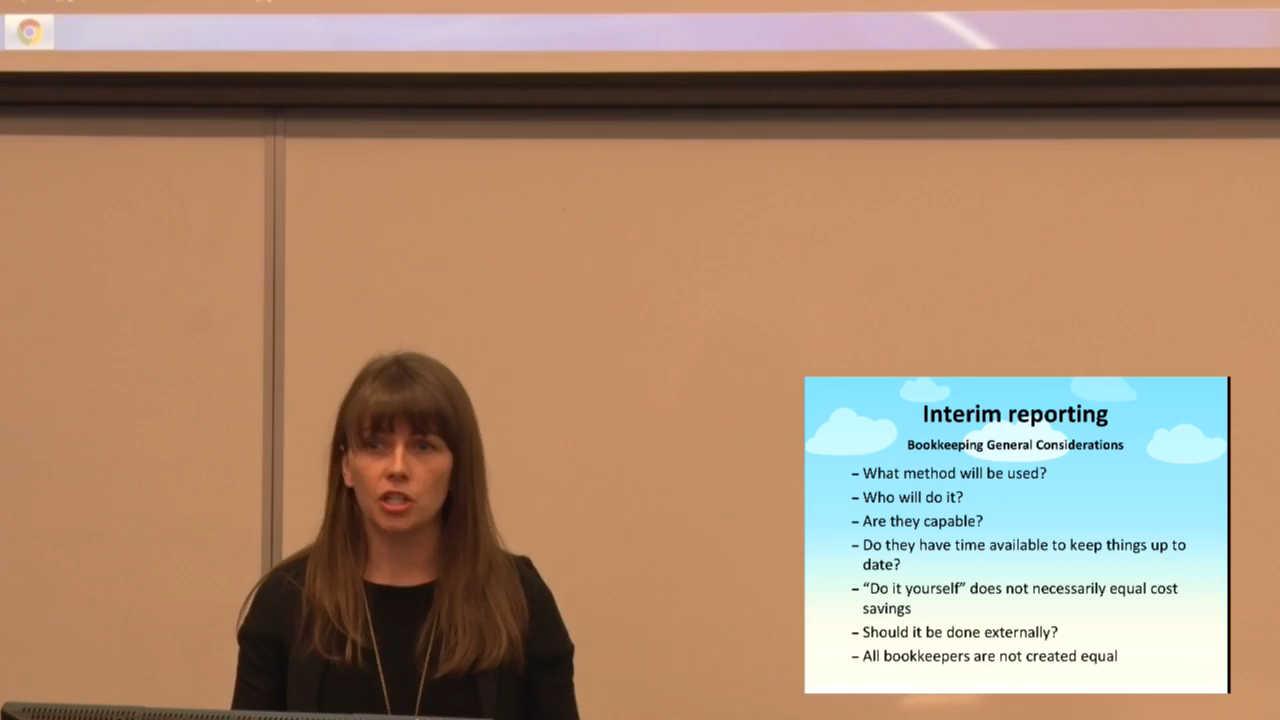 Interim reporting
Bookkeeping General Considerations
– What method will be used?
– Who will do it?
– Are they capable?
– Do they have time available to keep things up to
date?
– “Do it yourself” does not necessarily equal cost
savings
– Should it be done externally?
– All bookkeepers are not created equal